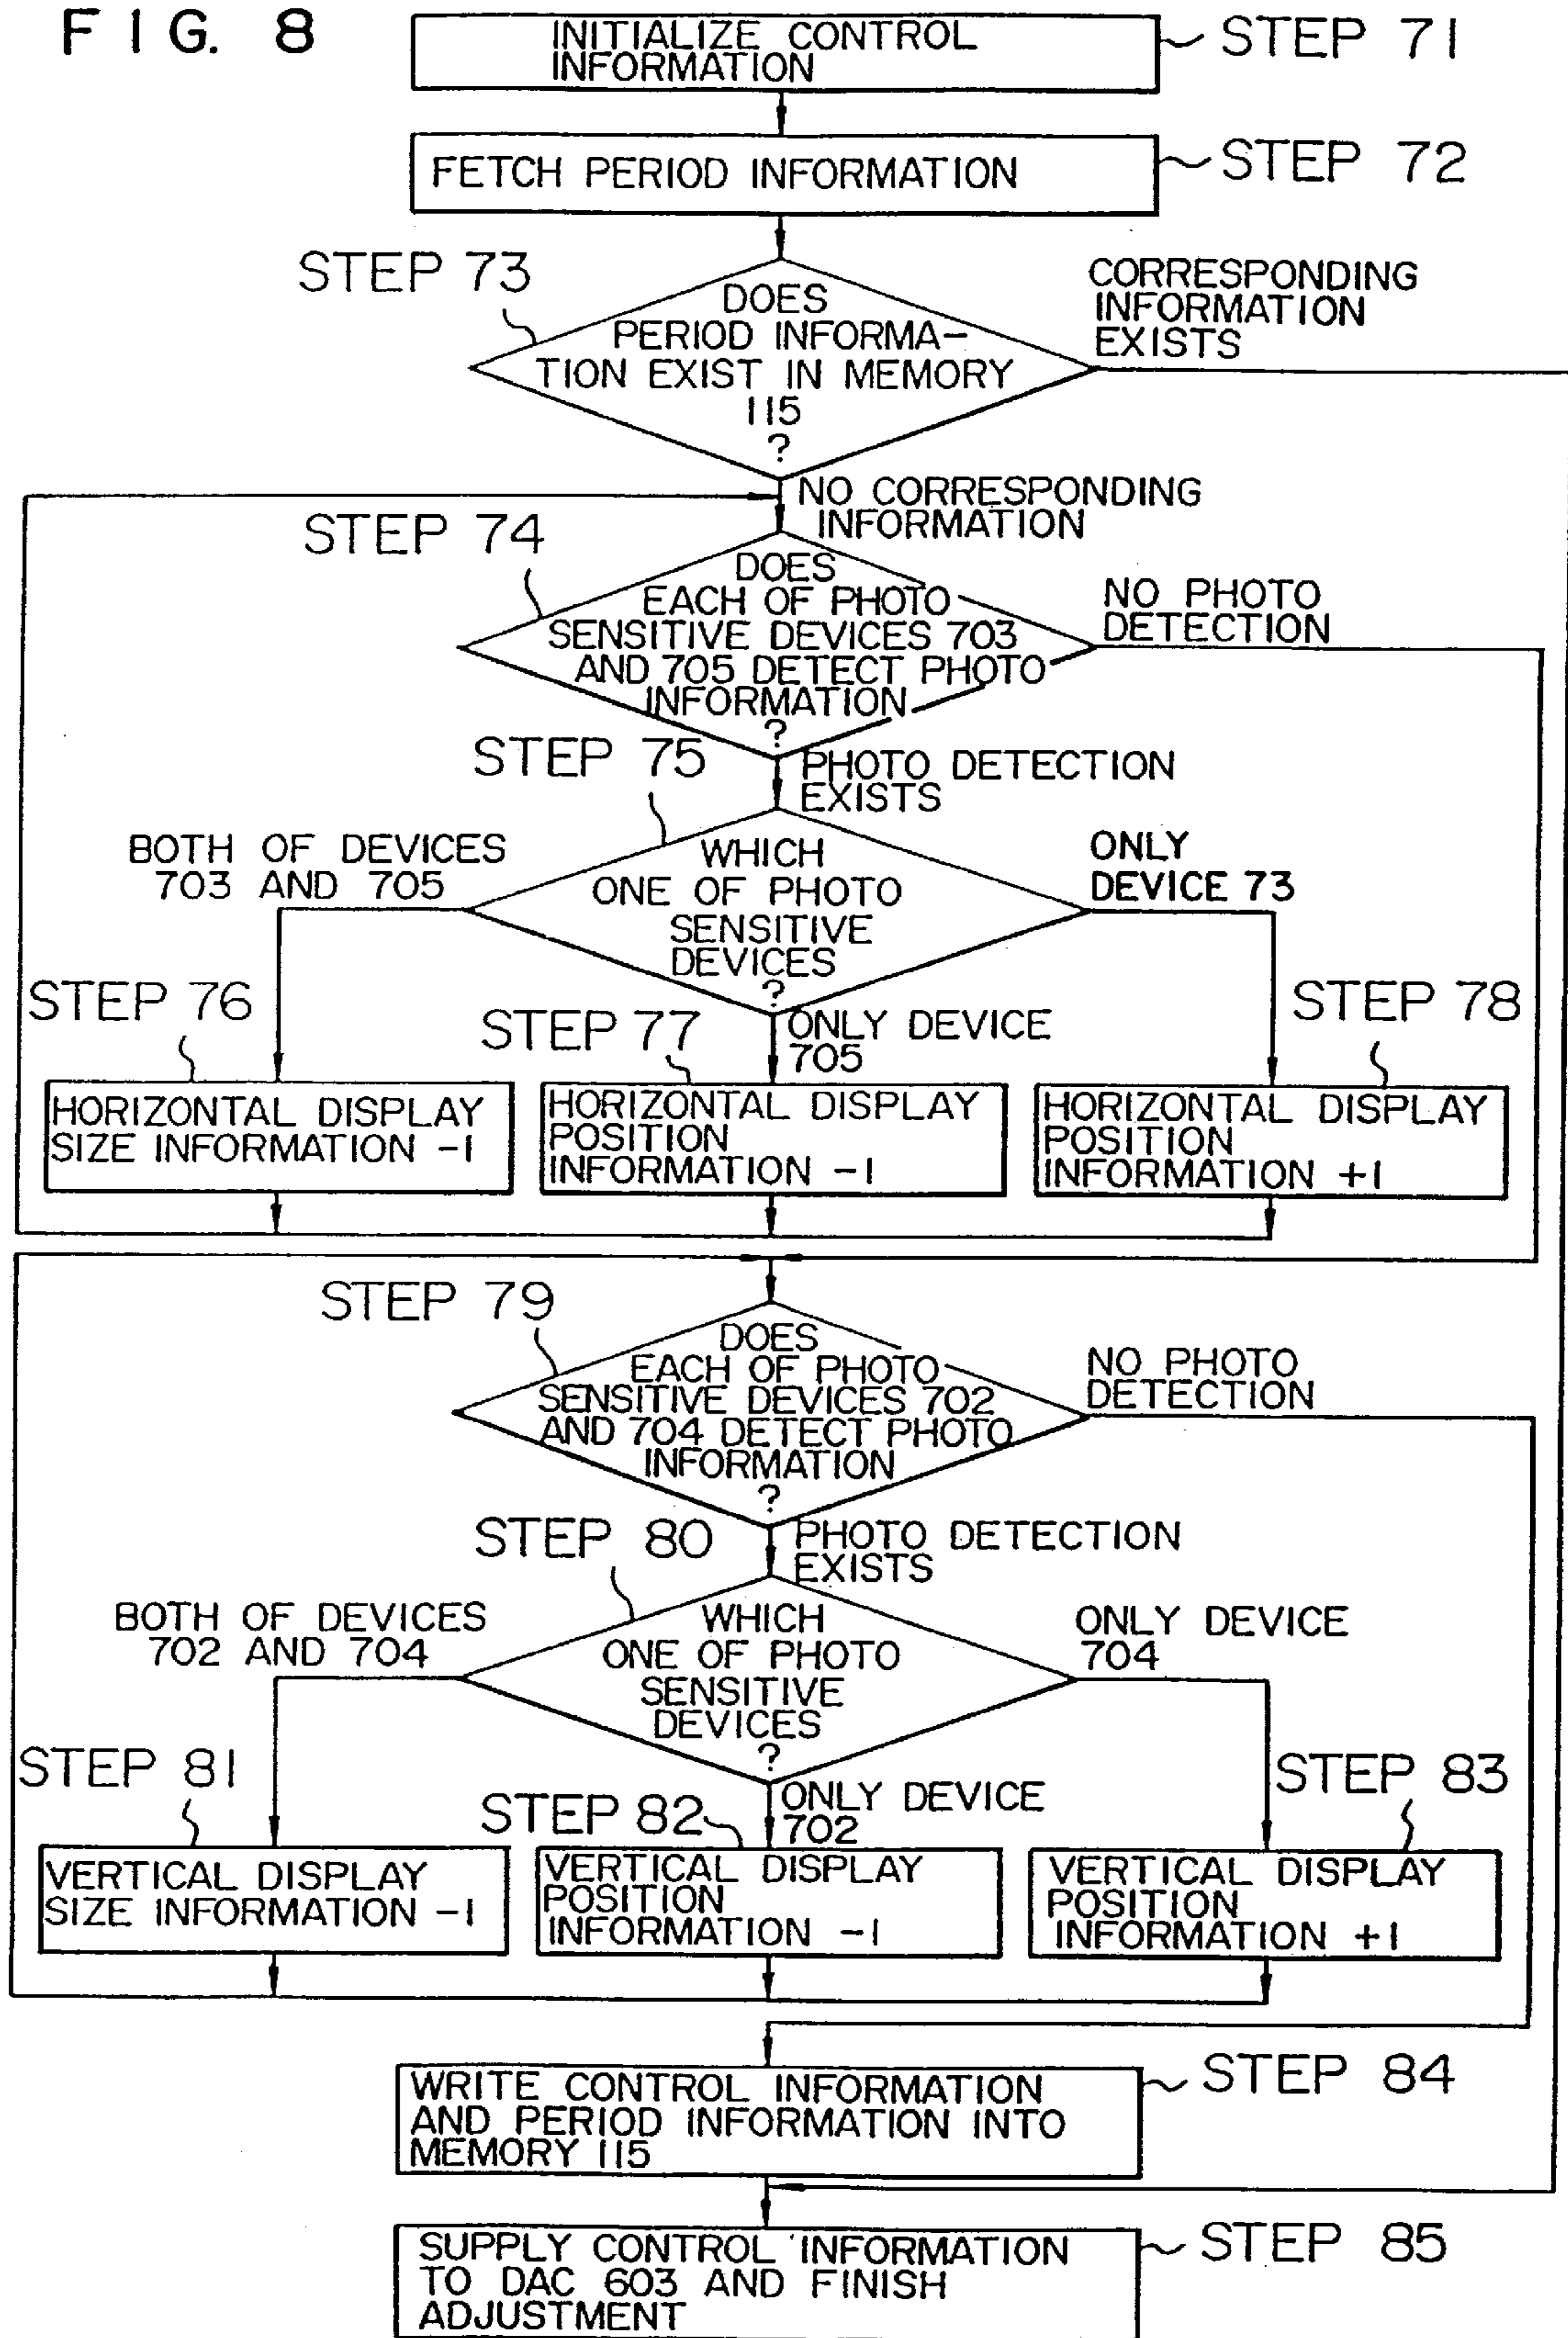 FIG. 8
INITIALIZE CONTROL
INFORMATION
STEP 71
FETCH PERIOD INFORMATION
STEP 72
STEP 73
DOES
PERIOD INFORMA-
TION EXIST IN MEMORY
115
?
CORRESPONDING
INFORMATION
EXISTS
NO CORRESPONDING
INFORMATION
STEP 74
DOES
EACH OF PHOTO
SENSITIVE DEVICES 703
AND 705 DETECT PHOTO
INFORMATION
?
NO PHOTO
DETECTION
STEP 75
PHOTO DETECTION
EXISTS
BOTH OF DEVICES
703 AND 705
WHICH
ONE OF PHOTO
SENSITIVE
DEVICES
?
ONLY
DEVICE 73
STEP 76
STEP 77
ONLY DEVICE
705
STEP 78
HORIZONTAL DISPLAY
SIZE INFORMATION -1
HORIZONTAL DISPLAY
POSITION
INFORMATION -1
HORIZONTAL DISPLAY
POSITION
INFORMATION +1
STEP 79
DOES
EACH OF PHOTO
SENSITIVE DEVICES 702
AND 704 DETECT PHOTO
INFORMATION
?
NO PHOTO
DETECTION
STEP 80
PHOTO DETECTION
EXISTS
BOTH OF DEVICES
702 AND 704
WHICH
ONE OF PHOTO
SENSITIVE
DEVICES
?
ONLY DEVICE
704
STEP 81
STEP 82
ONLY DEVICE
702
STEP 83
VERTICAL DISPLAY
SIZE INFORMATION -1
VERTICAL DISPLAY
POSITION
INFORMATION -1
VERTICAL DISPLAY
POSITION
INFORMATION +1
WRITE CONTROL INFORMATION
AND PERIOD INFORMATION INTO
MEMORY 115
STEP 84
SUPPLY CONTROL INFORMATION
TO DAC 603 AND FINISH
ADJUSTMENT
STEP 85